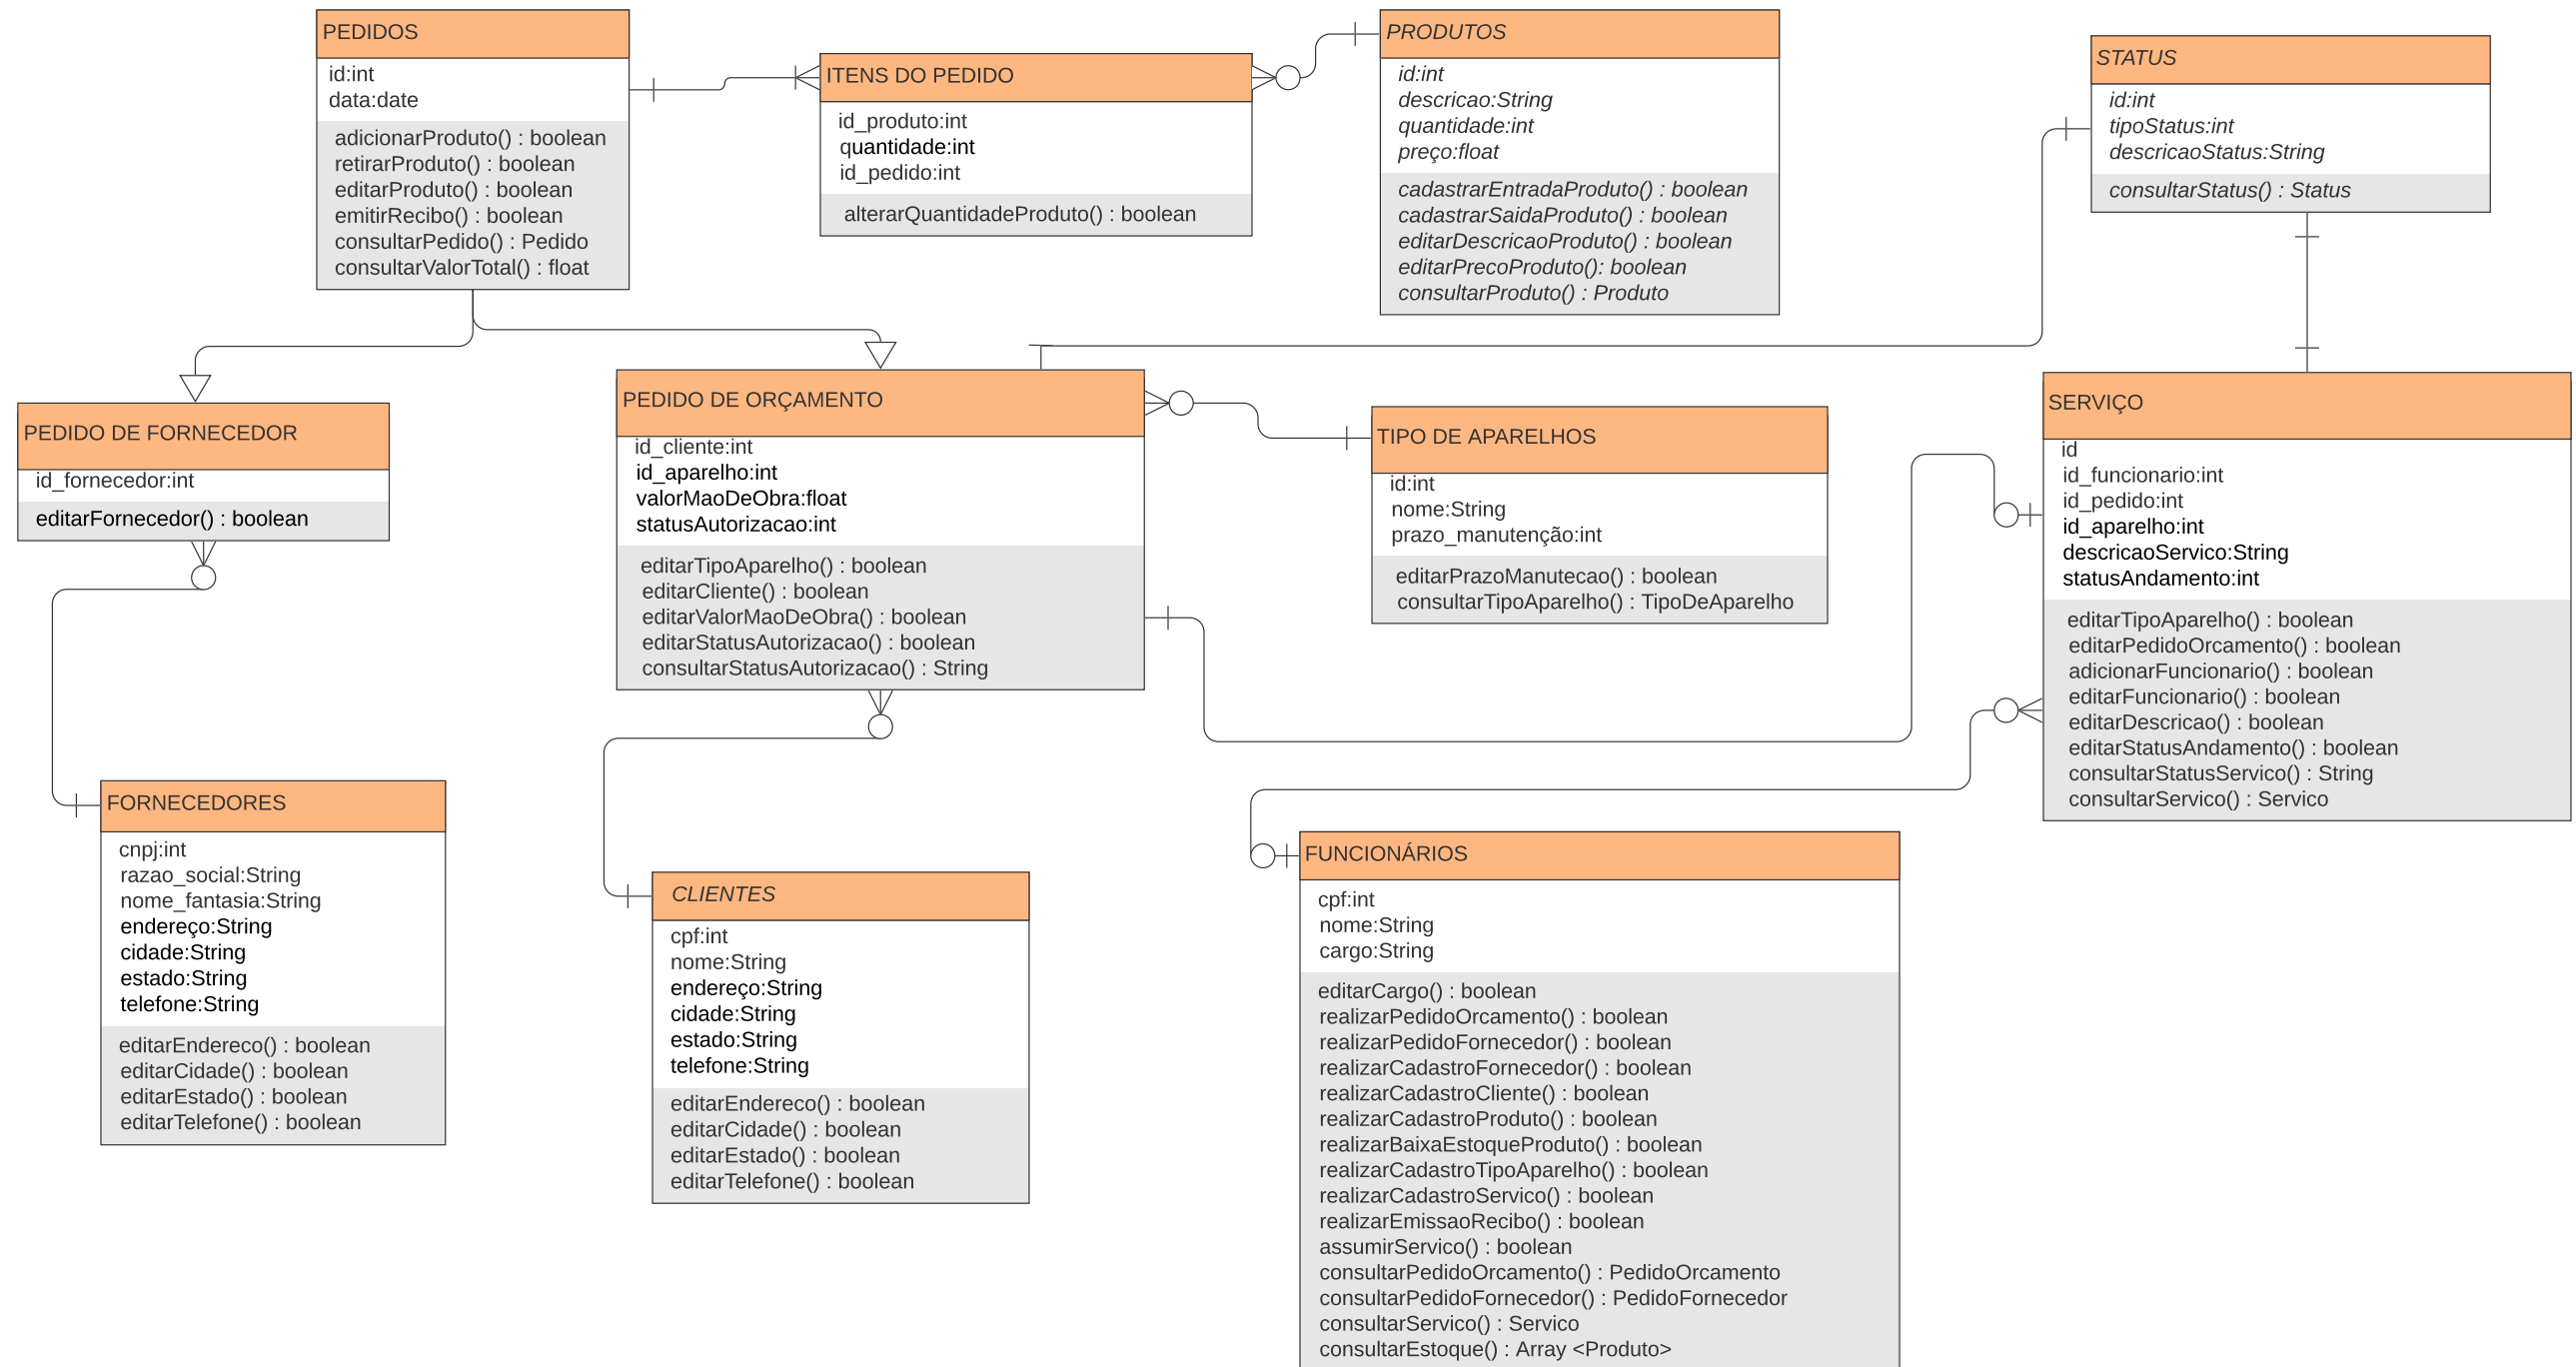 PEDIDOS
id:int
data:date
adicionarProduto() : boolean
retirarProduto() : boolean
editarProduto() : boolean
emitirRecibo() : boolean
consultarPedido() : Pedido
consultarValorTotal() : float
ITENS DO PEDIDO
id_produto:int
quantidade:int
id_pedido:int
alterarQuantidadeProduto() : boolean
PRODUTOS
id:int
descricao:String
quantidade:int
preço:float
cadastrarEntradaProduto() : boolean
cadastrarSaidaProduto() : boolean
editarDescricaoProduto() : boolean
editarPrecoProduto(): boolean
consultarProduto() : Produto
STATUS
id:int
tipoStatus:int
descricaoStatus:String
consultarStatus() : Status
PEDIDO DE FORNECEDOR
id_fornecedor:int
editarFornecedor() : boolean
PEDIDO DE ORÇAMENTO
id_cliente:int
id_aparelho:int
valorMaoDeObra:float
statusAutorizacao:int
editarTipoAparelho() : boolean
editarCliente() : boolean
editarValorMaoDeObra() : boolean
editarStatusAutorizacao() : boolean
consultarStatusAutorizacao() : String
TIPO DE APARELHOS
id:int
nome:String
prazo_manutenção:int
editarPrazoManutecao() : boolean
consultarTipoAparelho() : TipoDeAparelho
SERVIÇO
id
id_funcionario:int
id_pedido:int
id_aparelho:int
descricaoServico:String
statusAndamento:int
editarTipoAparelho() : boolean
editarPedidoOrcamento() : boolean
adicionarFuncionario() : boolean
editarFuncionario() : boolean
editarDescricao() : boolean
editarStatusAndamento() : boolean
consultarStatusServico() : String
consultarServico() : Servico
FORNECEDORES
cnpj:int
razao_social:String
nome_fantasia:String
endereço:String
cidade:String
estado:String
telefone:String
editarEndereco() : boolean
editarCidade() : boolean
editarEstado() : boolean
editarTelefone() : boolean
CLIENTES
cpf:int
nome:String
endereço:String
cidade:String
estado:String
telefone:String
editarEndereco() : boolean
editarCidade() : boolean
editarEstado() : boolean
editarTelefone() : boolean
FUNCIONÁRIOS
cpf:int
nome:String
cargo:String
editarCargo() : boolean
realizarPedidoOrcamento() : boolean
realizarPedidoFornecedor() : boolean
realizarCadastroFornecedor() : boolean
realizarCadastroCliente() : boolean
realizarCadastroProduto() : boolean
realizarBaixaEstoqueProduto() : boolean
realizarCadastroTipoAparelho() : boolean
realizarCadastroServico() : boolean
realizarEmissaoRecibo() : boolean
assumirServico() : boolean
consultarPedidoOrcamento() : PedidoOrcamento
consultarPedidoFornecedor() : PedidoFornecedor
consultarServico() : Servico
consultarEstoque() : Array <Produto>